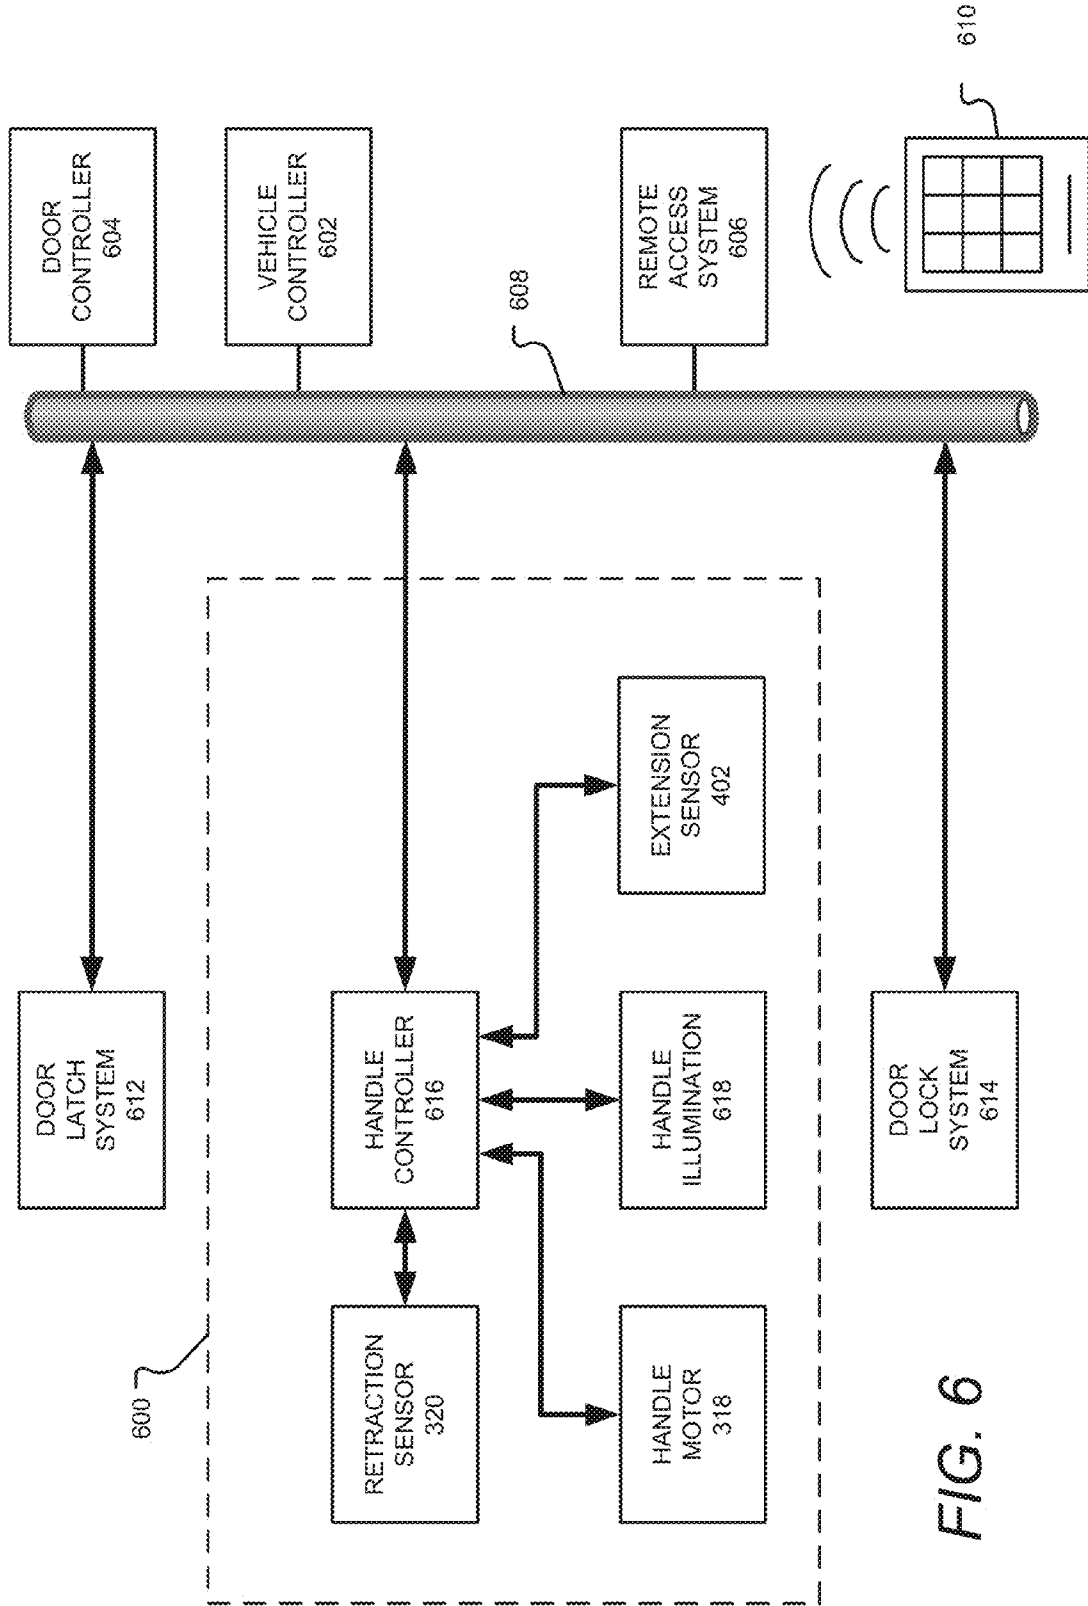 600
RETRACTION
SENSOR
320
HANDLE
CONTROLLER
616
HANDLE
MOTOR
318
HANDLE
ILLUMINATION
618
EXTENSION
SENSOR
402
DOOR
LATCH
SYSTEM
612
DOOR
LOCK
SYSTEM
614
608
DOOR
CONTROLLER
604
VEHICLE
CONTROLLER
602
REMOTE
ACCESS
SYSTEM
606
610
FIG. 6